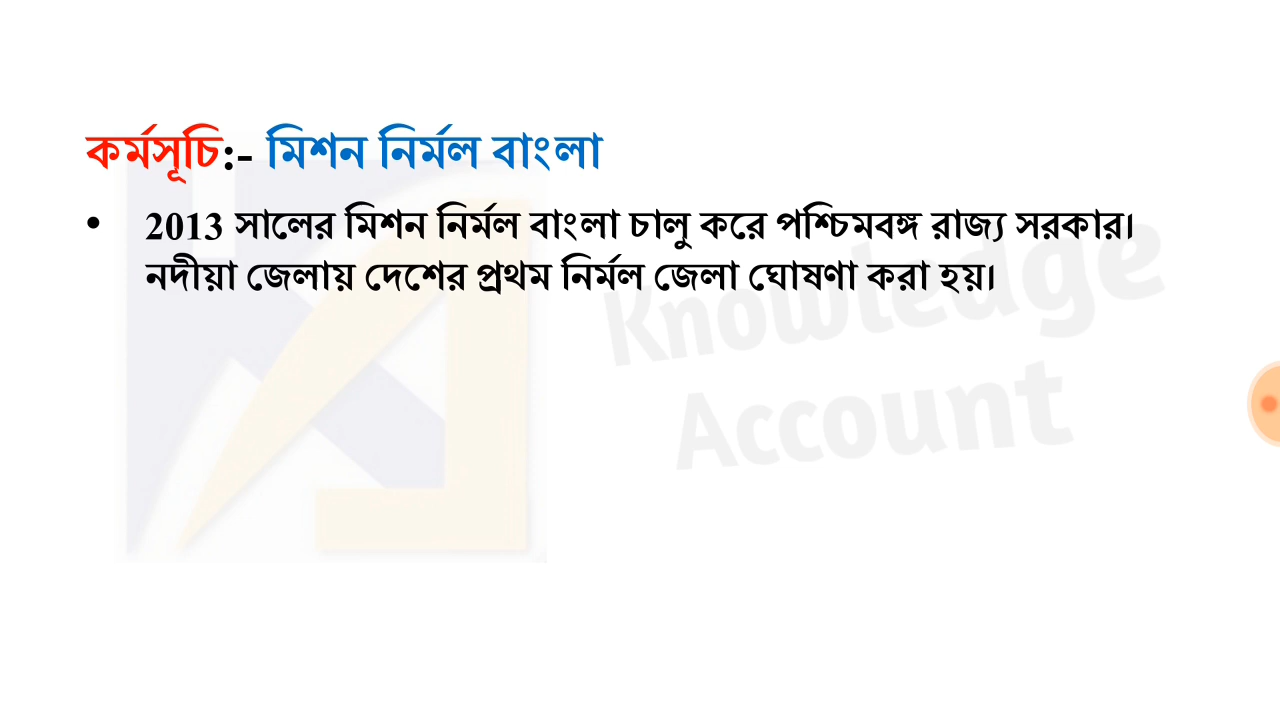 কর্মসূচি:- মিশন নির্মল বাংলা
• 2013 সালের মিশন নির্মল বাংলা চালু করে পশ্চিমবঙ্গ রাজ্য সরকার।
নদীয়া জেলায় দেশের প্রথম নির্মল জেলা ঘোষণা করা হয়।
Knowledge
Account